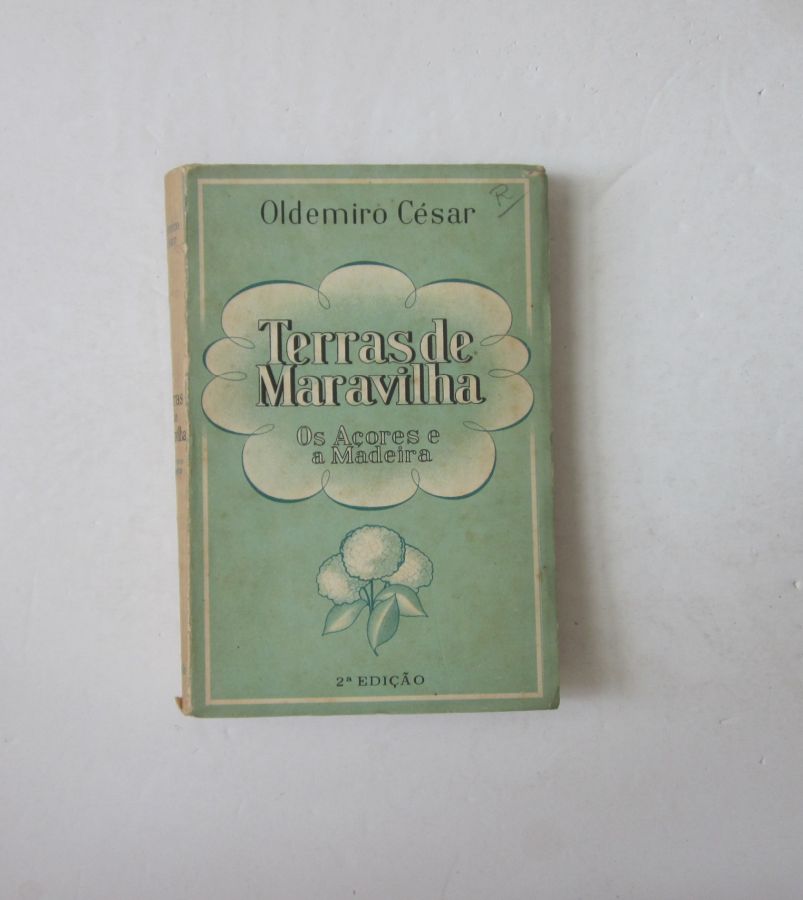 Oldemiro César
R
Terras de
Maravilha
Os Açores e
a Madeira
2ª EDIÇÃO